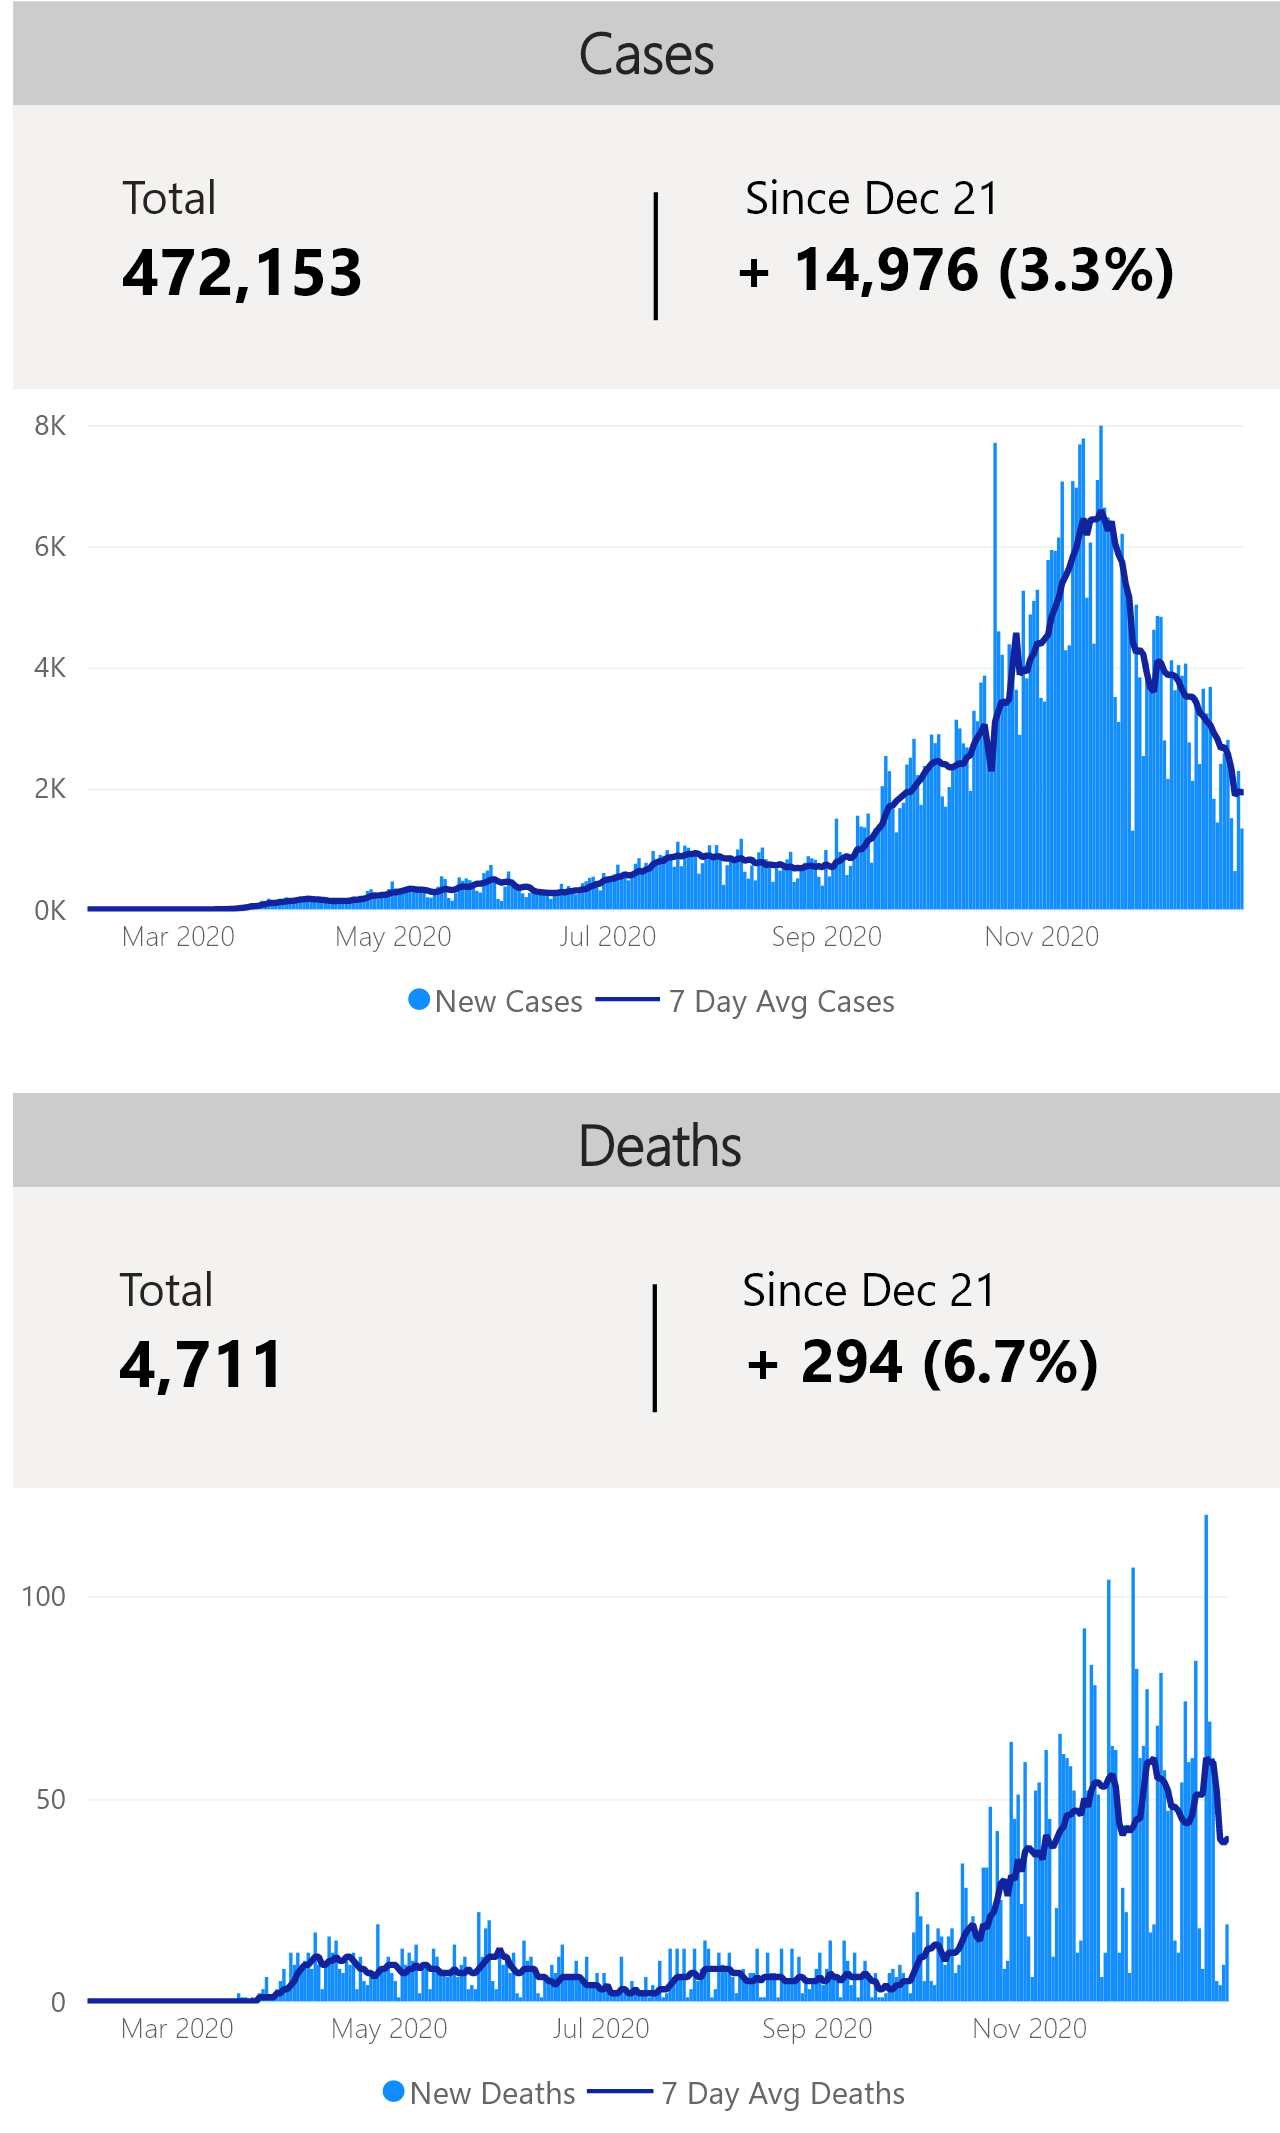 Cases
Total
Since Dec 21
472,153
+ 14,976 (3.3%)
8K
6K
4K
2K
0K
Mar 2020 May 2020 Jul 2020 Sep 2020 Nov 2020
New Cases 7 Day Avg Cases
Deaths
Total
Since Dec 21
4,711
+ 294 (6.7%)
100
50
0
Mar 2020 May 2020 Jul 2020 Sep 2020 Nov 2020
New Deaths 7 Day Avg Deaths